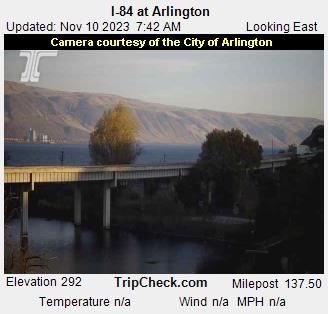 I-84 at Arlington
Updated: Nov 10 2023 7:42 AM Looking East
Camera courtesy of the City of Arlington
Elevation 292 TripCheck.com Milepost 137.50
Temperature n/a Wind n/a MPH n/a